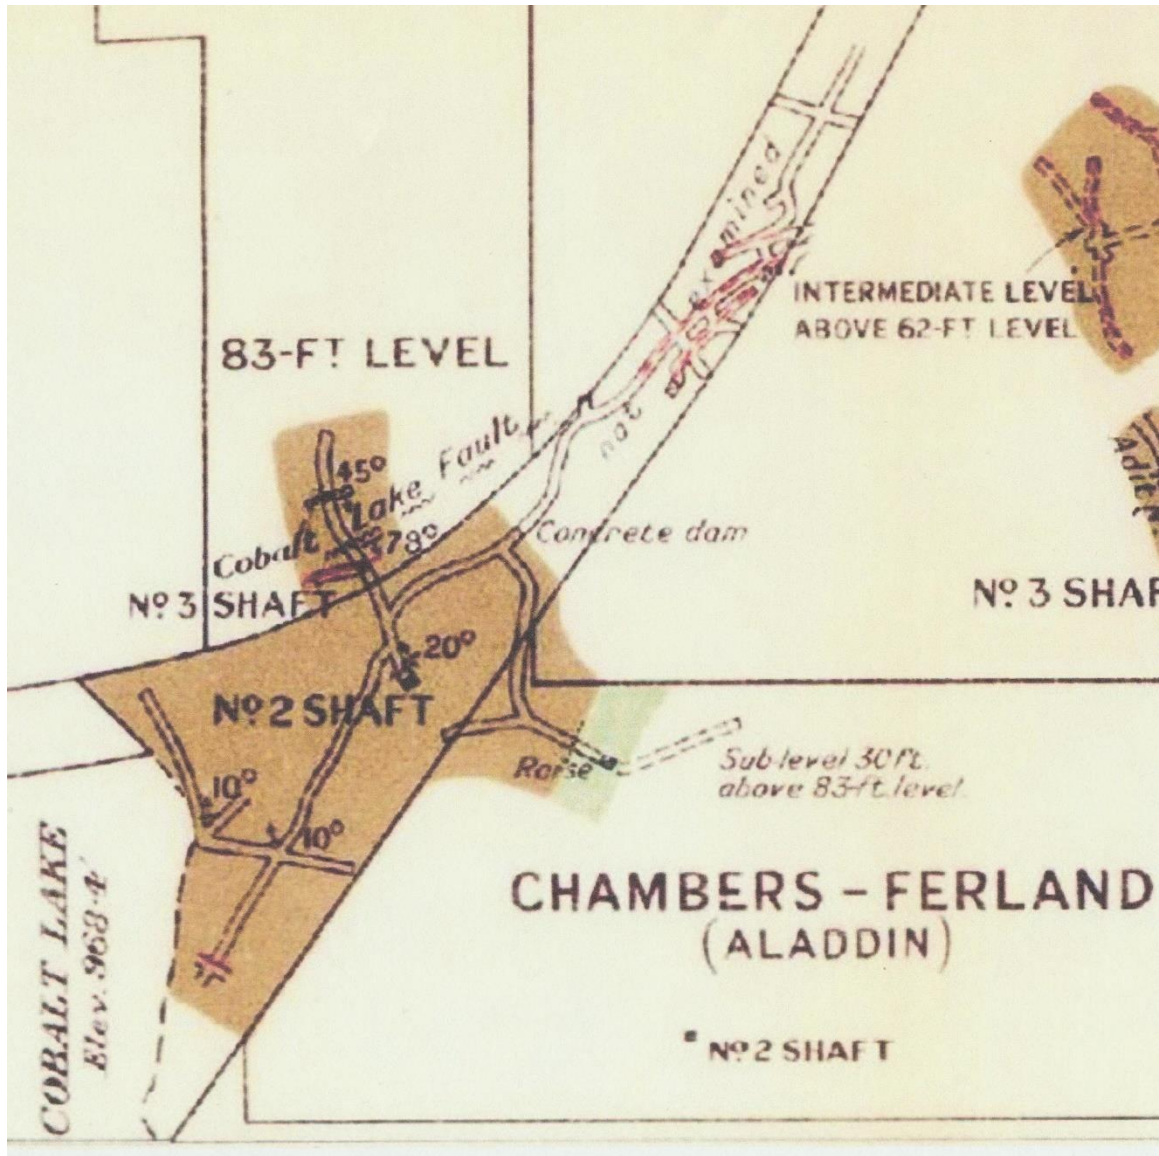 INTERMEDIATE LEVEL
ABOVE 62-FT LEVEL
83-FT LEVEL
not examined
Cobalt Lake Fault
45°
78°
Concrete dam
Adit
Nº 3 SHAFT
Nº 3 SHAF
20°
Nº 2 SHAFT
Raise
Sub-level 30 ft.
above 83-ft. level
10°
10°
COBALT LAKE
Elev. 968·4'
CHAMBERS - FERLAND
(ALADDIN)
Nº 2 SHAFT